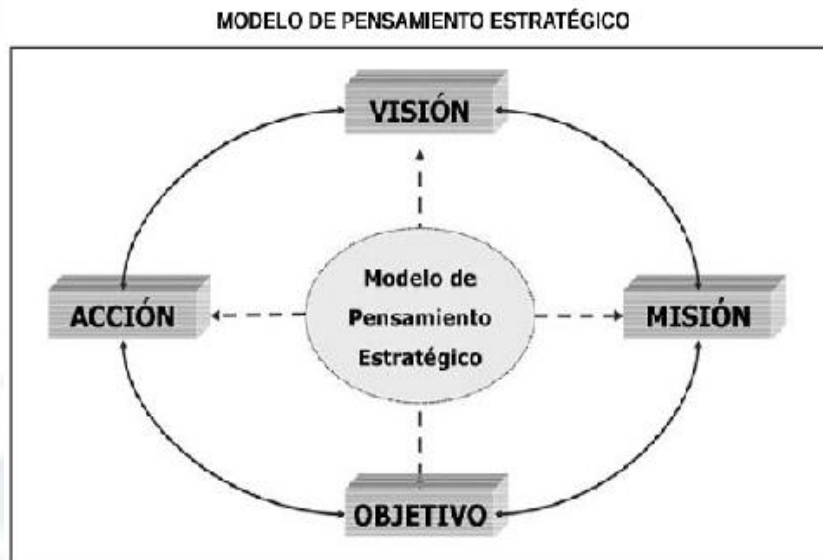 MODELO DE PENSAMIENTO ESTRATÉGICO
VISIÓN
ACCIÓN
Modelo de
Pensamiento
Estratégico
MISIÓN
OBJETIVO